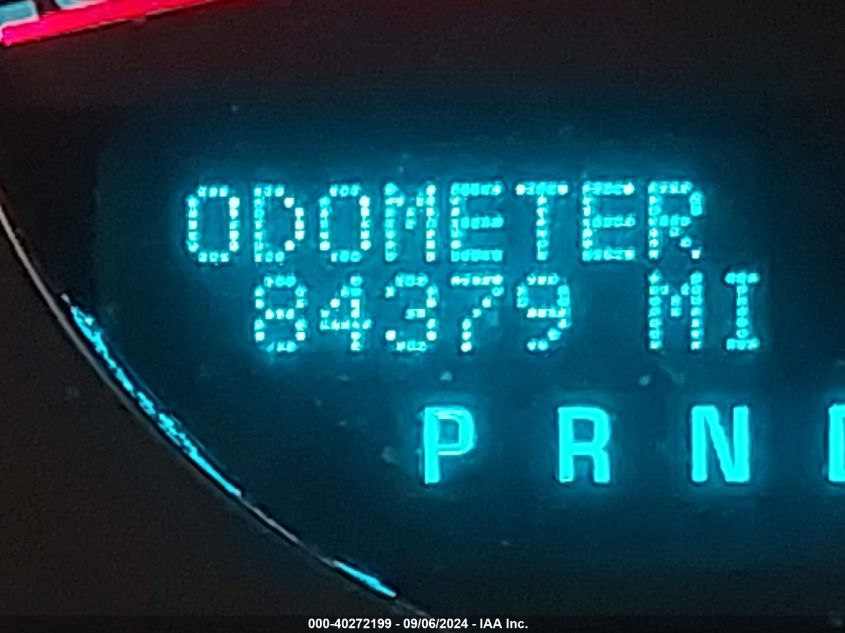 ODOMETER
84379 MI
P R N
000-40272199 - 09/06/2024 - IAA Inc.